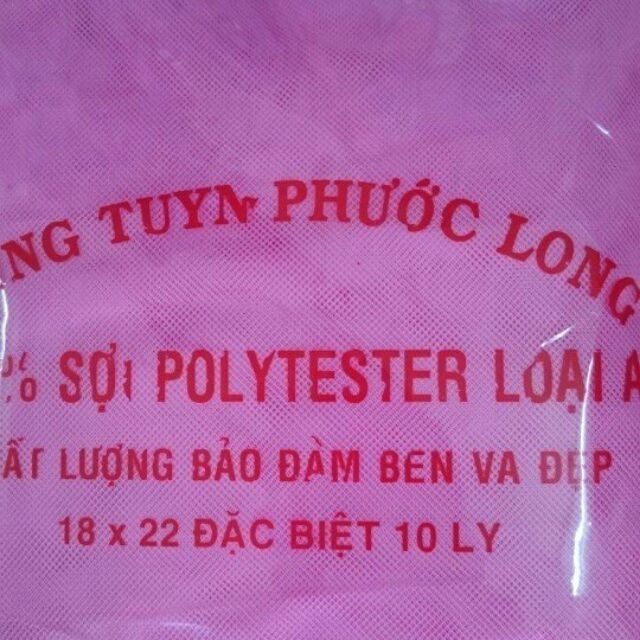 NG TUYN PHƯỚC LONG
% SỢI POLYTESTER LOẠI A
ẤT LƯỢNG BẢO ĐÀM BEN VA ĐẸP
18 x 22 ĐẶC BIỆT 10 LY